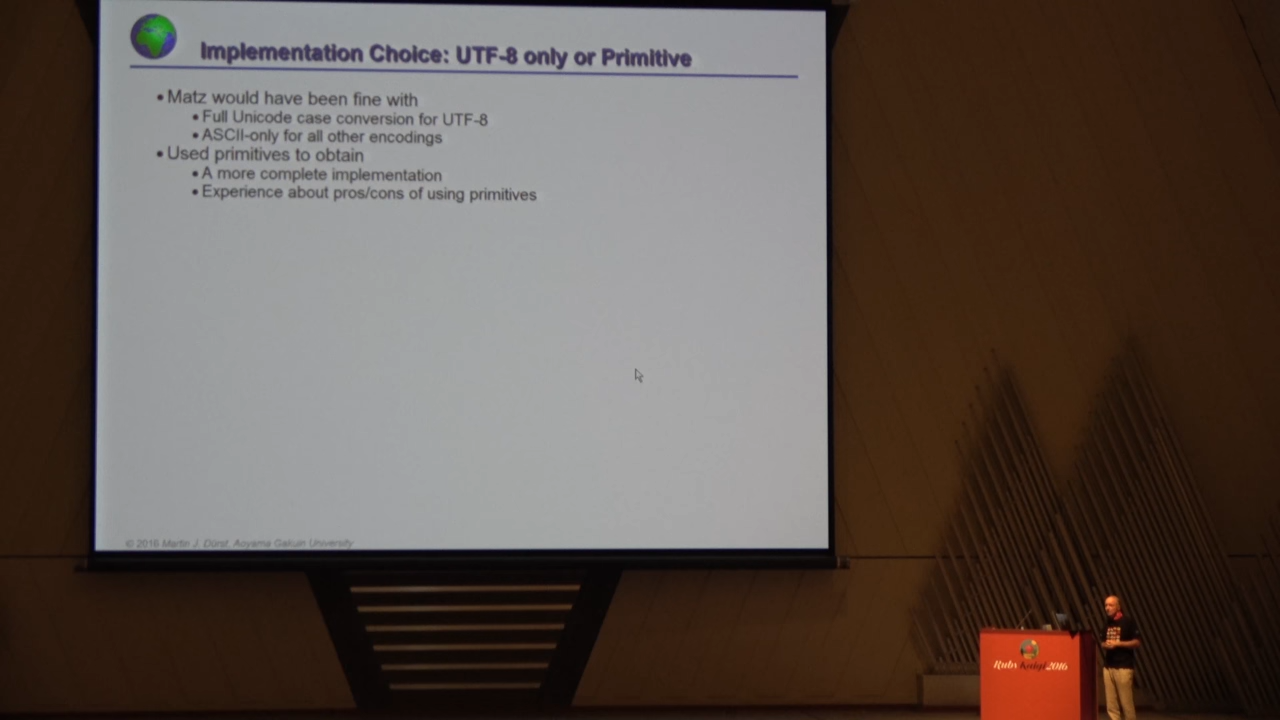 Implementation Choice: UTF-8 only or Primitive
• Matz would have been fine with
• Full Unicode case conversion for UTF-8
• ASCII-only for all other encodings
• Used primitives to obtain
• A more complete implementation
• Experience about pros/cons of using primitives
© 2016 Martin J. Dürst, Aoyama Gakuin University
RubyKaigi 2016